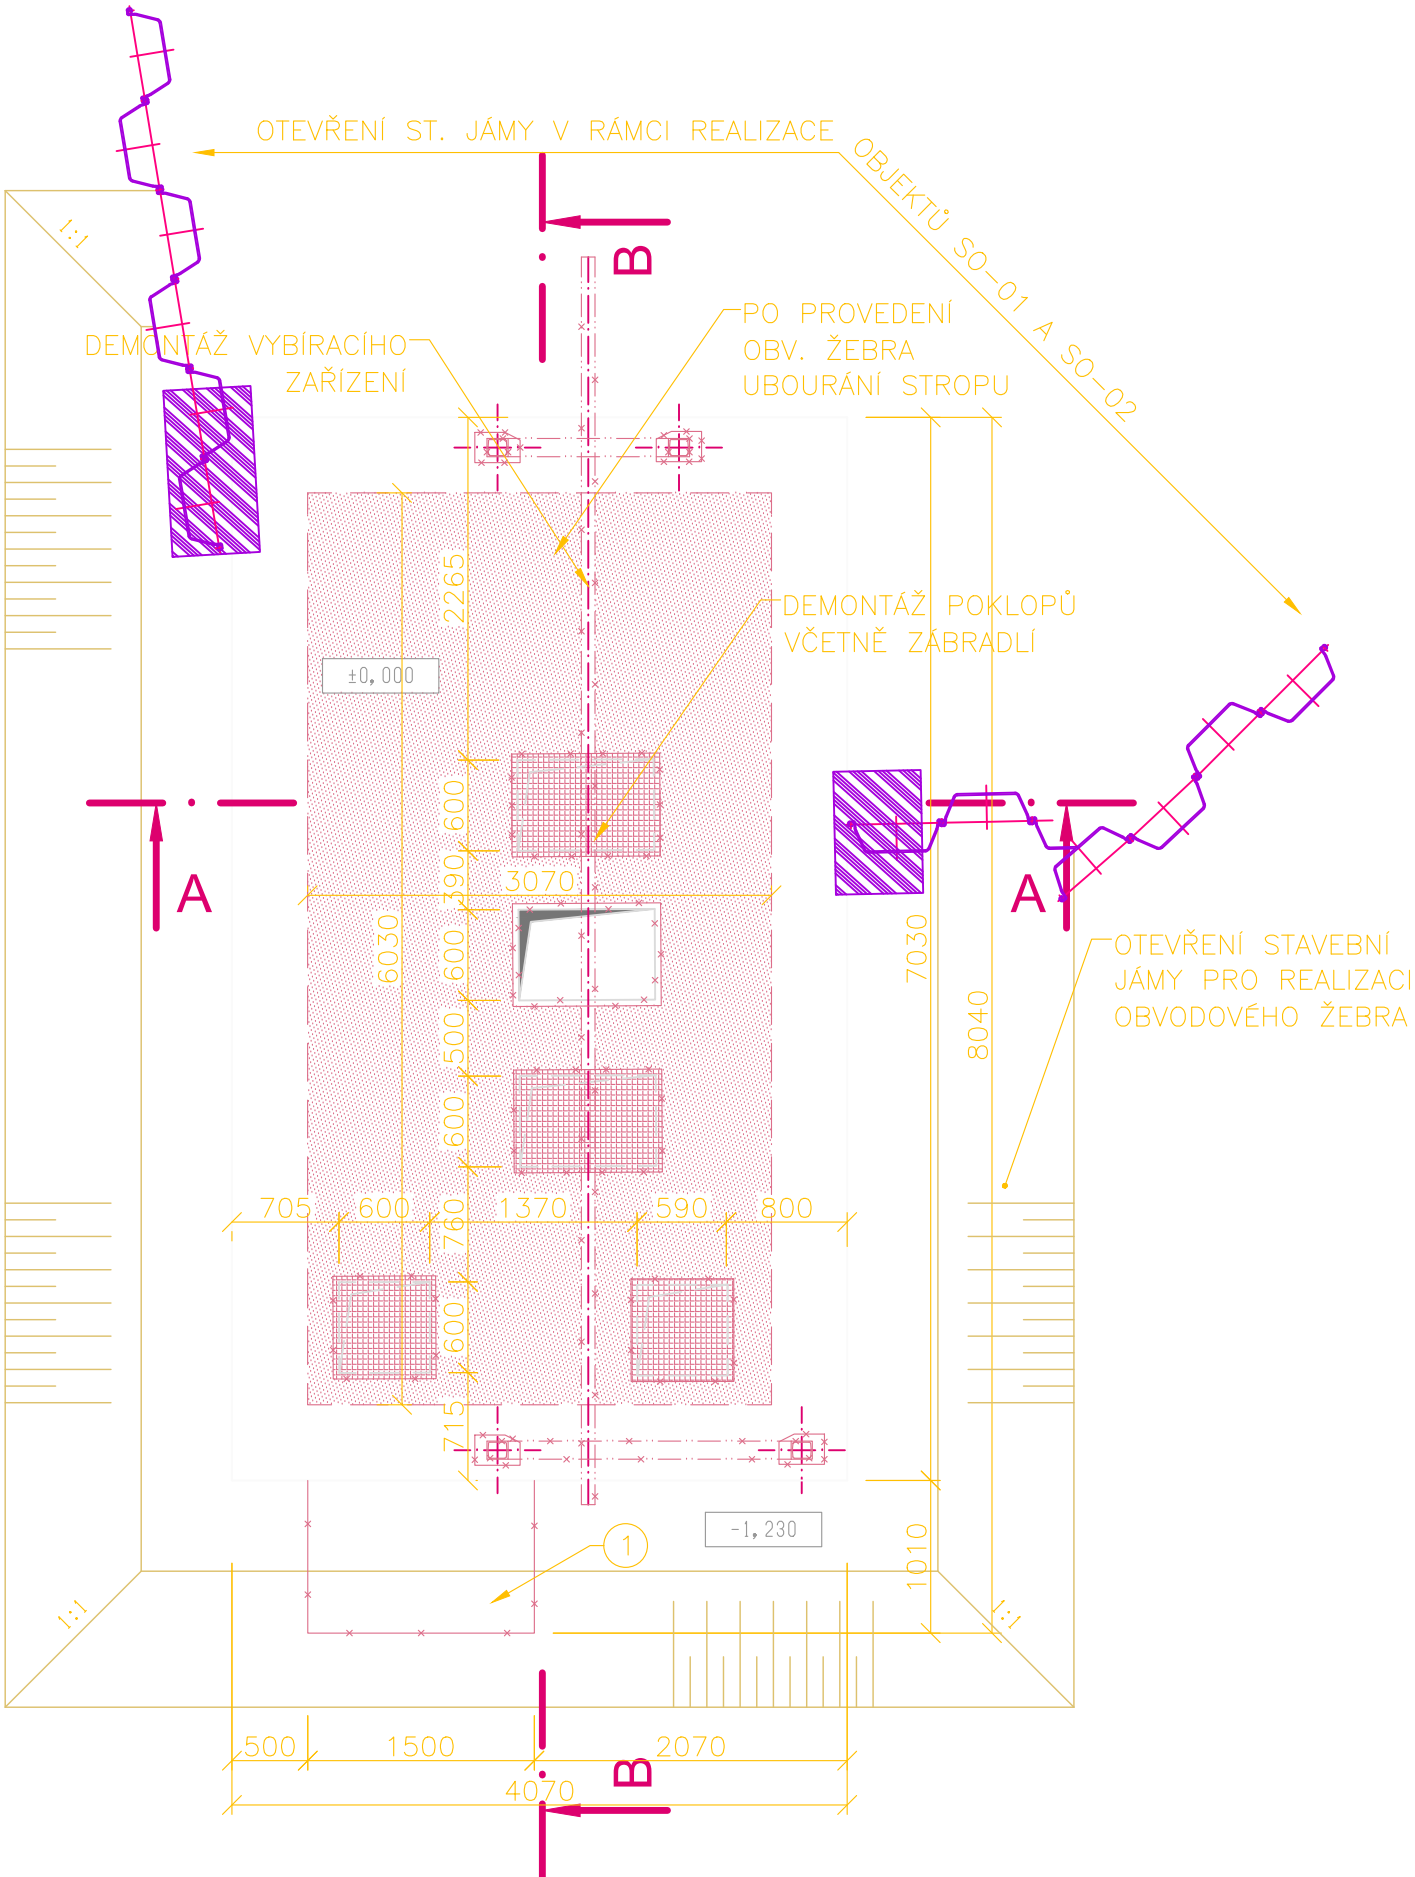 OTEVŘENÍ ST. JÁMY V RÁMCI REALIZACE
OBJEKTŮ SO-01 A SO-02
1:1
B
DEMONTÁŽ VYBÍRACÍHO
ZAŘÍZENÍ
PO PROVEDENÍ
OBV. ŽEBRA
UBOURÁNÍ STROPU
2265
DEMONTÁŽ POKLOPŮ
VČETNĚ ZÁBRADLÍ
±0,000
600
390
3070
A
A
6030
600
7030
8040
OTEVŘENÍ STAVEBNÍ
JÁMY PRO REALIZACI
OBVODOVÉHO ŽEBRA
500
600
705
600
1370
590
800
760
600
715
-1,230
1
1010
1:1
1:1
500
1500
2070
B
4070